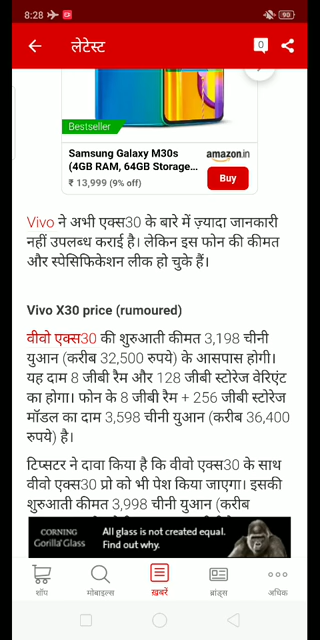 8:28
90
लेटेस्ट
0
Bestseller
Samsung Galaxy M30s
(4GB RAM, 64GB Storage...
amazon.in
₹ 13,999 (9% off)
Buy
Vivo ने अभी एक्स30 के बारे में ज़्यादा जानकारी
नहीं उपलब्ध कराई है। लेकिन इस फोन की कीमत
और स्पेसिफिकेशन लीक हो चुके हैं।
Vivo X30 price (rumoured)
वीवो एक्स30 की शुरुआती कीमत 3,198 चीनी
युआन (करीब 32,500 रुपये) के आसपास होगी।
यह दाम 8 जीबी रैम और 128 जीबी स्टोरेज वेरिएंट
का होगा। फोन के 8 जीबी रैम + 256 जीबी स्टोरेज
मॉडल का दाम 3,598 चीनी युआन (करीब 36,400
रुपये) है।
टिप्सटर ने दावा किया है कि वीवो एक्स30 के साथ
वीवो एक्स30 प्रो को भी पेश किया जाएगा। इसकी
शुरुआती कीमत 3,998 चीनी युआन (करीब
CORNING
Gorilla Glass
All glass is not created equal.
Find out why.
शॉप
मोबाइल्स
ख़बरें
ब्रांड्स
अधिक